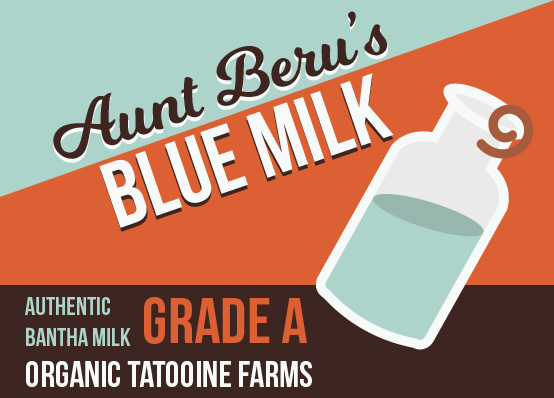 Aunt Beru's
BLUE MILK
AUTHENTIC
BANTHA MILK
GRADE A
ORGANIC TATOOINE FARMS